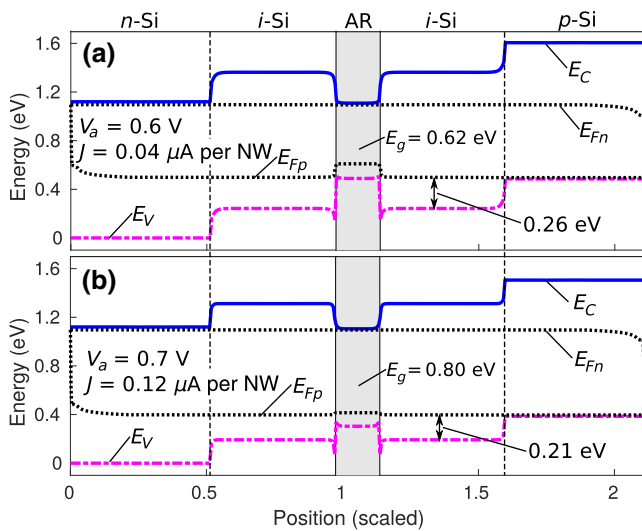 n-Si i-Si AR i-Si p-Si
(a)
1.6
1.2
0.8
0.4
0
Energy (eV)
E_C
V_a = 0.6 V
J = 0.04 μA per NW
E_g = 0.62 eV
E_Fn
E_Fp
E_V
0.26 eV
(b)
1.6
1.2
0.8
0.4
0
Energy (eV)
E_C
V_a = 0.7 V
J = 0.12 μA per NW
E_g = 0.80 eV
E_Fn
E_Fp
E_V
0.21 eV
0 0.5 1 1.5 2
Position (scaled)